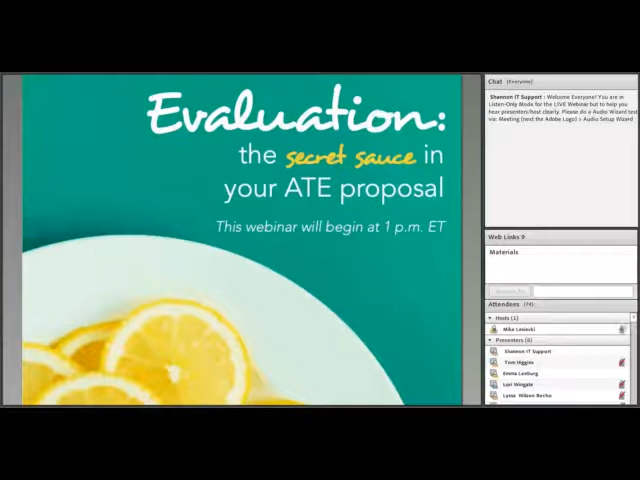 Evaluation:
the secret sauce in
your ATE proposal
This webinar will begin at 1 p.m. ET
Chat (Everyone)
Shannon IT Support : Welcome Everyone! You are in
Listen-Only Mode for the LIVE Webinar but to help you
hear presenters/host clearly. Please do a Audio Wizard test
via: Meeting (next the Adobe Logo) > Audio Setup Wizard
Web Links 9
Materials
Attendees (74)
Hosts (1)
Mike Lesiecki
Presenters (6)
Shannon IT Support
Tom Higgins
Emma Leeburg
Lori Wingate
Lyssa Wilson Becho